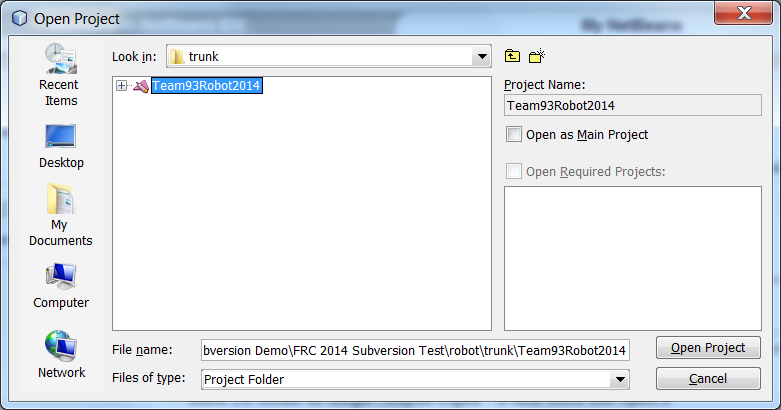 Open Project
My NetBeans
Look in:
trunk
Recent
Items
Desktop
My
Documents
Computer
Network
Team93Robot2014
Project Name:
Team93Robot2014
Open as Main Project
Open Required Projects:
File name:
bversion Demo\FRC 2014 Subversion Test\robot\trunk\Team93Robot2014
Open Project
Files of type:
Project Folder
Cancel